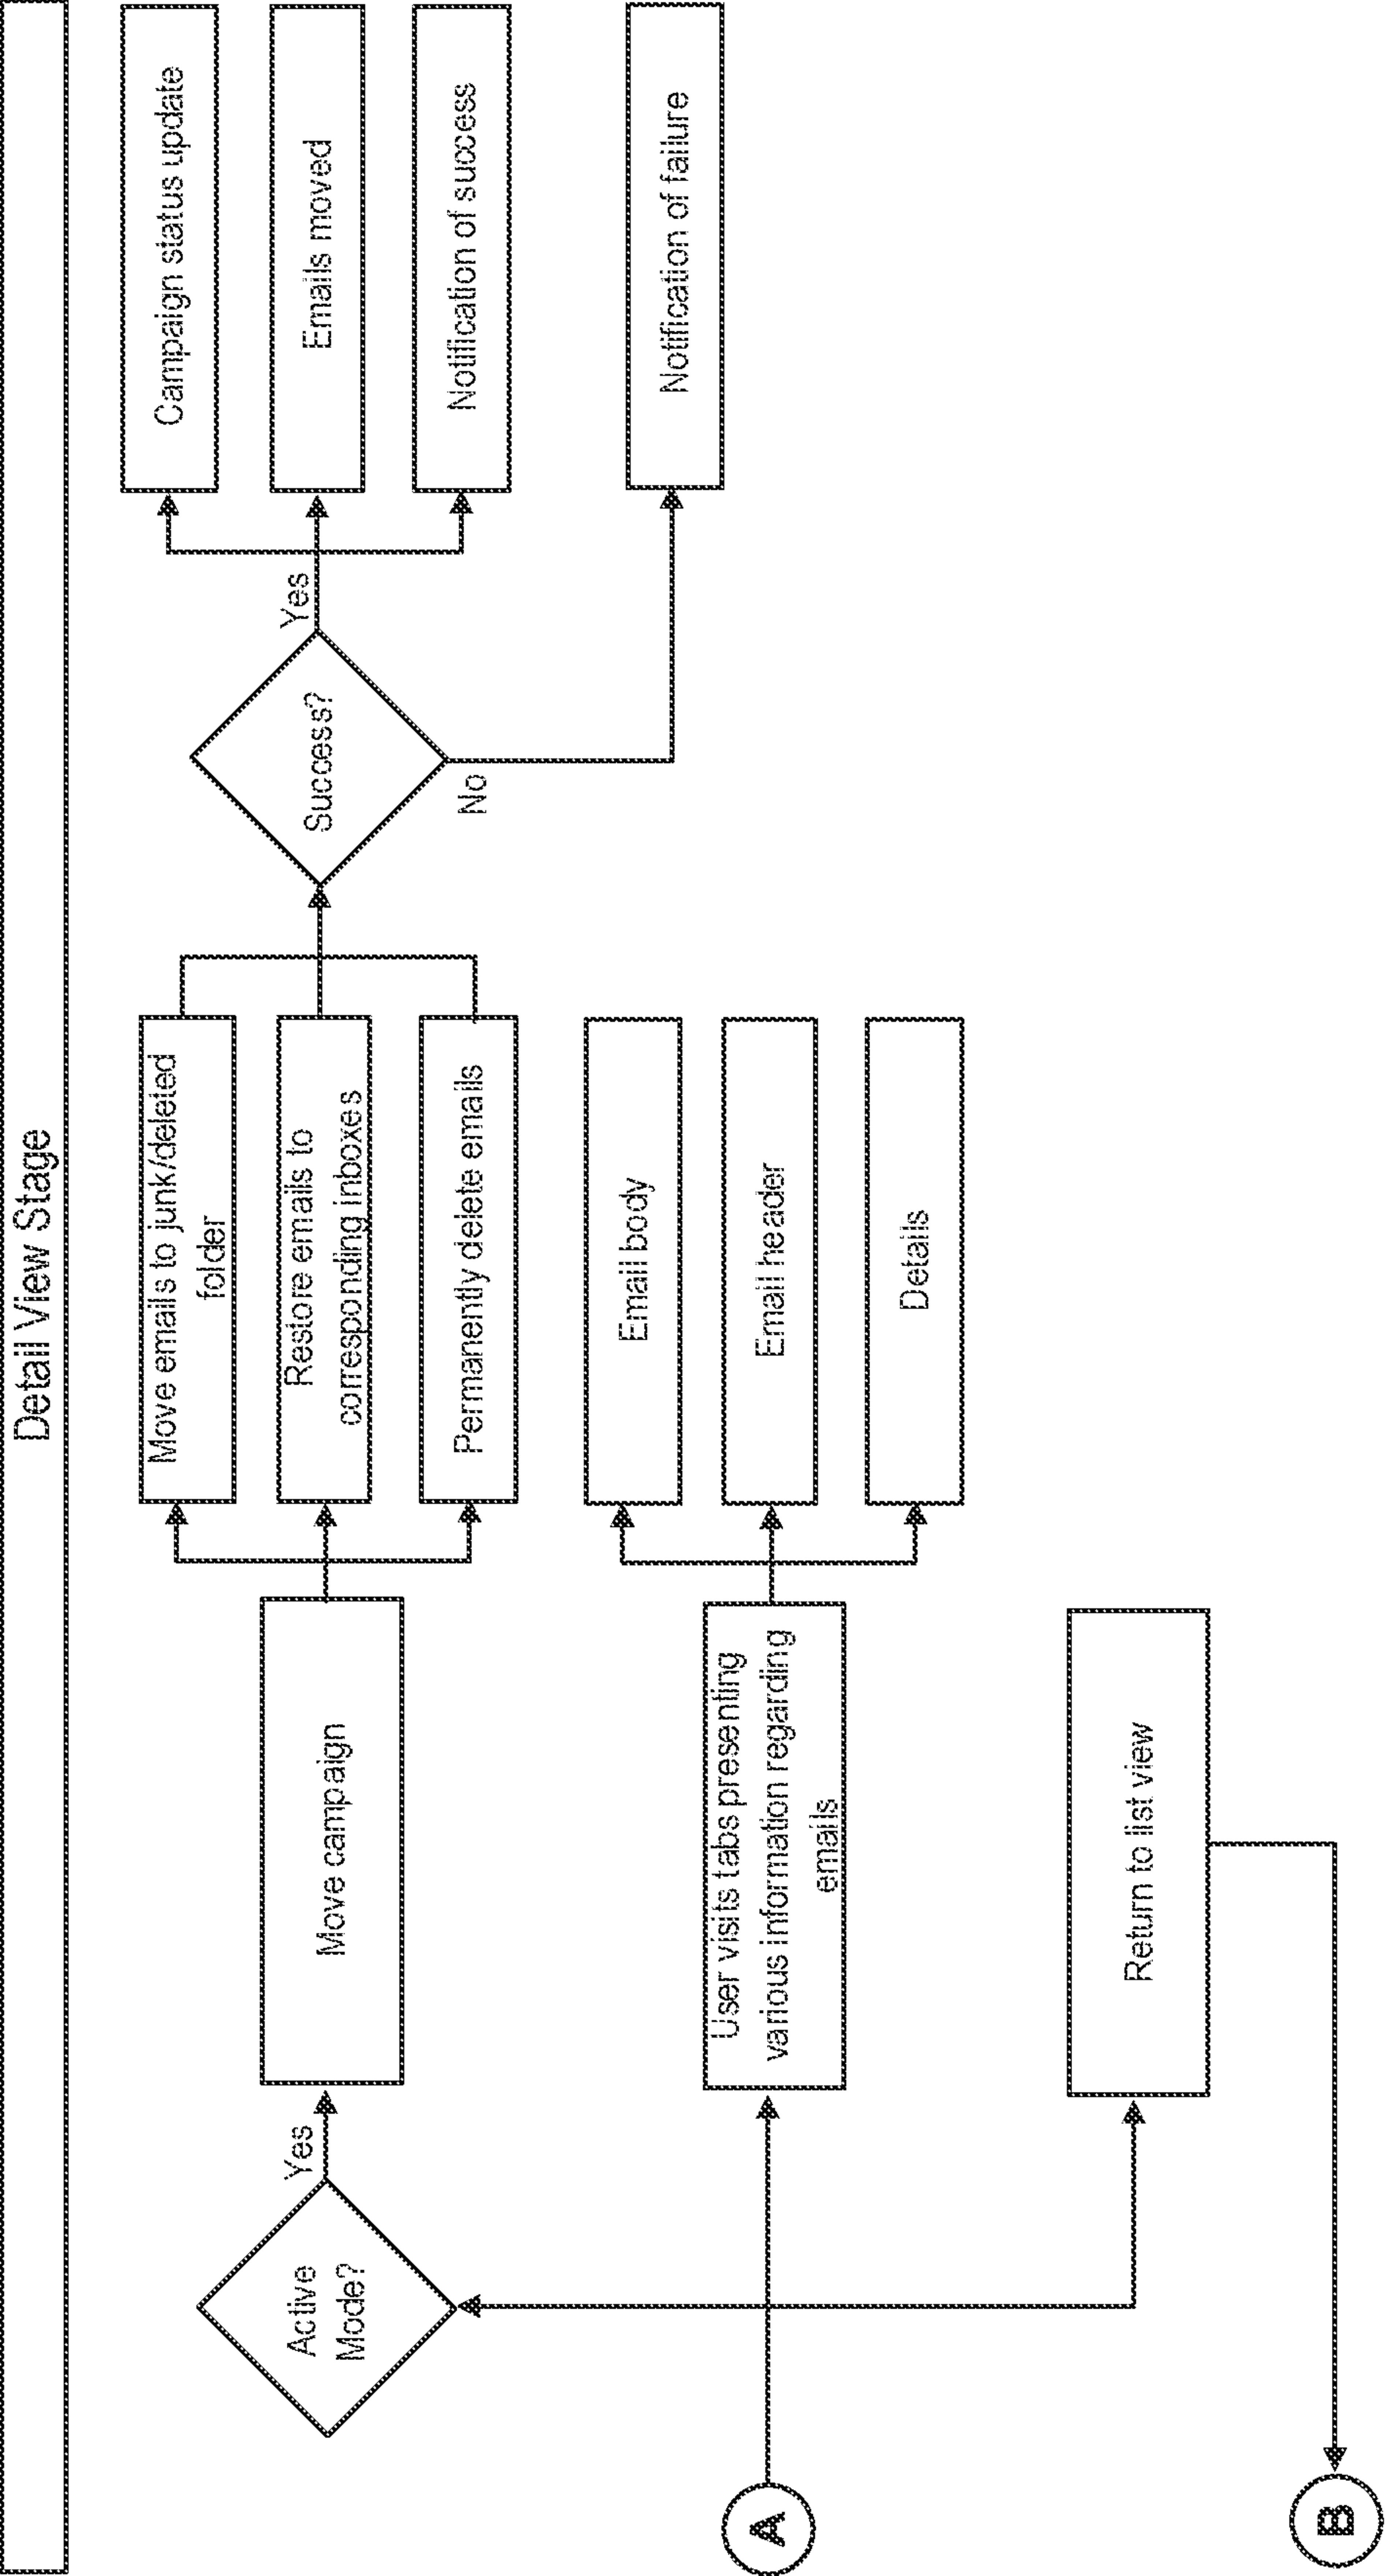 Detail View Stage
Active
Mode?
Yes
Move campaign
Move emails to junk/deleted
folder
Restore emails to
corresponding inboxes
Permanently delete emails
Success?
Yes
No
Campaign status update
Emails moved
Notification of success
Notification of failure
A
User visits tabs presenting
various information regarding
emails
Email body
Email header
Details
Return to list view
B